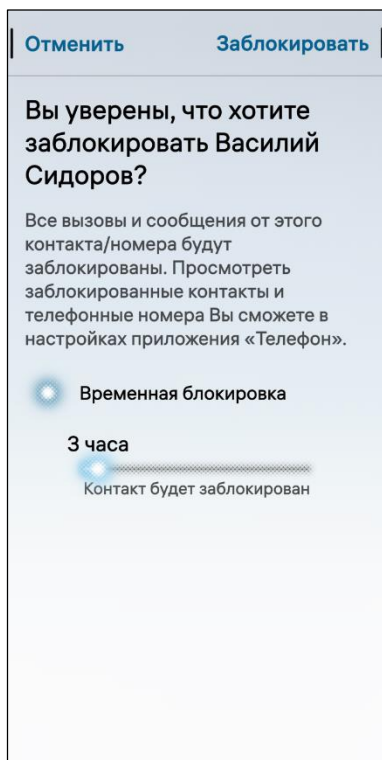 Отменить Заблокировать
Вы уверены, что хотите
заблокировать Василий
Сидоров?
Все вызовы и сообщения от этого
контакта/номера будут
заблокированы. Просмотреть
заблокированные контакты и
телефонные номера Вы сможете в
настройках приложения «Телефон».
Временная блокировка
3 часа
Контакт будет заблокирован